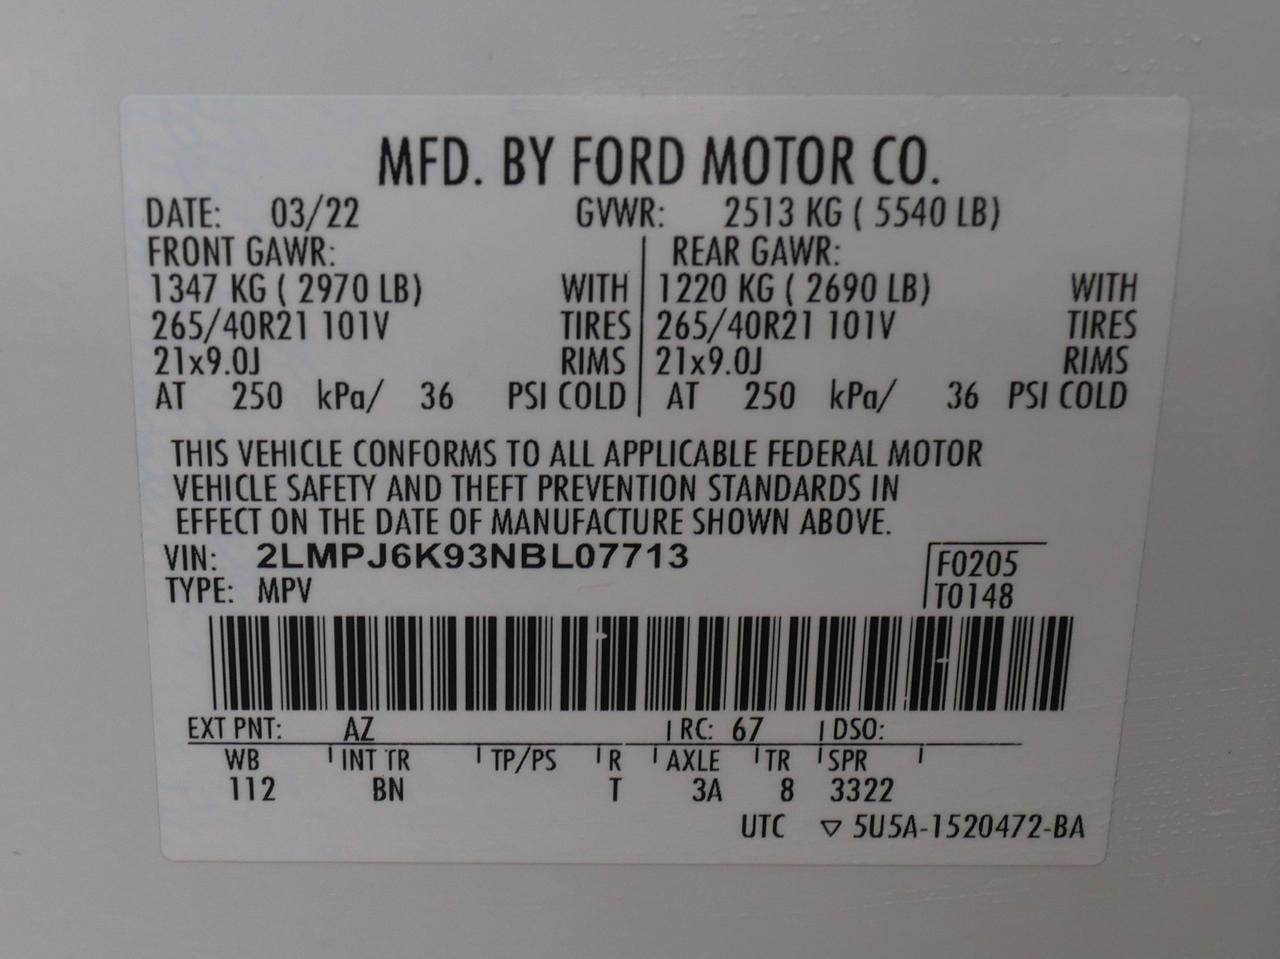 MFD. BY FORD MOTOR CO.
DATE: 03/22 GVWR: 2513 KG ( 5540 LB)
FRONT GAWR: REAR GAWR:
1347 KG ( 2970 LB) WITH 1220 KG ( 2690 LB) WITH
265/40R21 101V TIRES 265/40R21 101V TIRES
21x9.0J RIMS 21x9.0J RIMS
AT 250 kPa/ 36 PSI COLD AT 250 kPa/ 36 PSI COLD
THIS VEHICLE CONFORMS TO ALL APPLICABLE FEDERAL MOTOR
VEHICLE SAFETY AND THEFT PREVENTION STANDARDS IN
EFFECT ON THE DATE OF MANUFACTURE SHOWN ABOVE.
VIN: 2LMPJ6K93NBL07713 F0205
TYPE: MPV T0148
EXT PNT: AZ RC: 67 DSO:
WB INT TR TP/PS R AXLE TR SPR
112 BN T 3A 8 3322
UTC ▽ 5U5A-1520472-BA